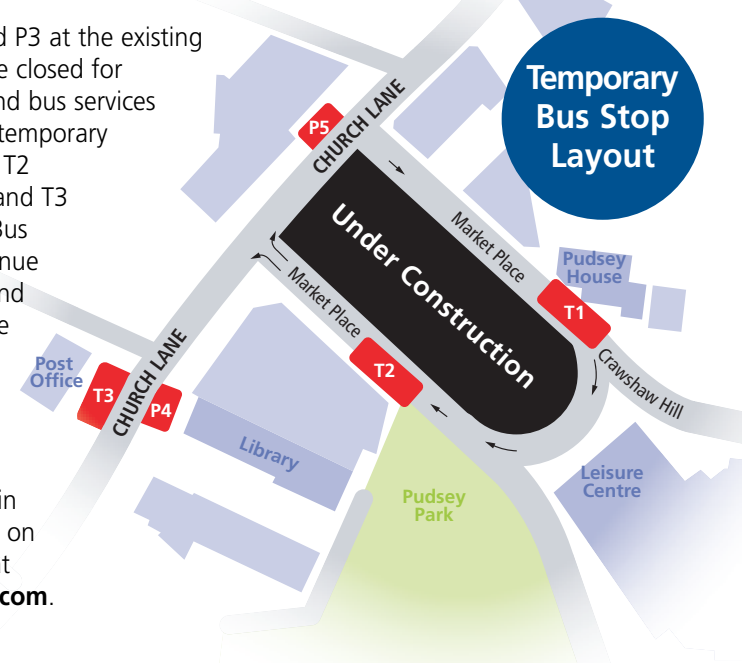 d P3 at the existing
e closed for
nd bus services
temporary
T2
and T3
Bus
nue
nd
e
in
on
at
com.
Temporary
Bus Stop
Layout
P5
CHURCH LANE
Under Construction
Market Place
Pudsey
House
T1
Crawshaw Hill
Market Place
T2
Post
Office
T3
CHURCH LANE
P4
Library
Pudsey
Park
Leisure
Centre